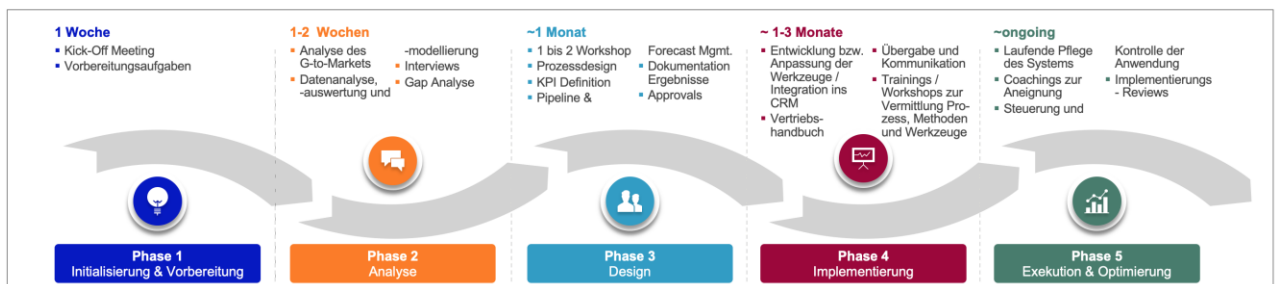 1 Woche
Kick-Off Meeting
Vorbereitungsaufgaben
1-2 Wochen
Analyse des
G-to-Markets
Datenanalyse,
-auswertung und
-modellierung
Interviews
Gap Analyse
~1 Monat
1 bis 2 Workshop
Prozessdesign
KPI Definition
Pipeline &
Forecast Mgmt.
Dokumentation
Ergebnisse
Approvals
~ 1-3 Monate
Entwicklung bzw.
Anpassung der
Werkzeuge /
Integration ins
CRM
Vertriebs-
handbuch
Übergabe und
Kommunikation
Trainings /
Workshops zur
Vermittlung Pro-
zess, Methoden
und Werkzeuge
~ongoing
Laufende Pflege
des Systems
Coachings zur
Aneignung
Steuerung und
Kontrolle der
Anwendung
Implementierungs
- Reviews
Phase 1
Initialisierung & Vorbereitung
Phase 2
Analyse
Phase 3
Design
Phase 4
Implementierung
Phase 5
Exekution & Optimierung